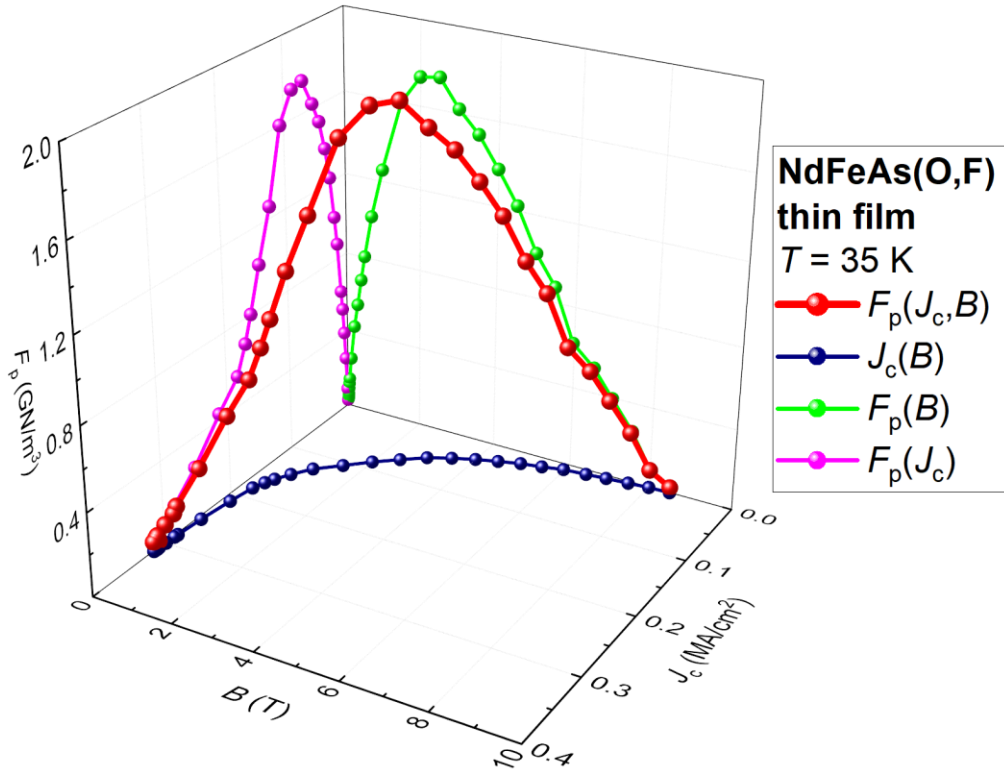 2.0
1.6
1.2
0.8
0.4
F p (GN/m³)
0
2
4
6
8
10
B (T)
0.0
0.1
0.2
0.3
0.4
Jc (MA/cm²)
NdFeAs(O,F)
thin film
T = 35 K
Fp(Jc,B)
Jc(B)
Fp(B)
Fp(Jc)